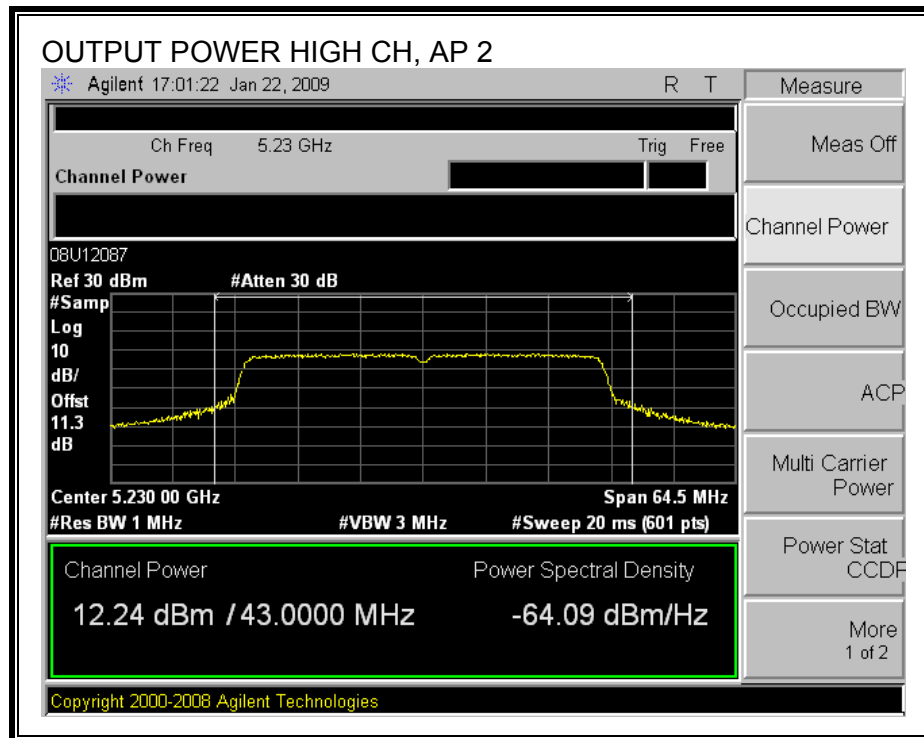 OUTPUT POWER HIGH CH, AP 2
Agilent 17:01:22 Jan 22, 2009 R T
Measure
Ch Freq 5.23 GHz Trig Free
Channel Power
Meas Off
Channel Power
Occupied BW
ACP
Multi Carrier
Power
Power Stat
CCDF
More
1 of 2
08U12087
Ref 30 dBm #Atten 30 dB
#Samp
Log
10
dB/
Offst
11.3
dB
Center 5.230 00 GHz Span 64.5 MHz
#Res BW 1 MHz #VBW 3 MHz #Sweep 20 ms (601 pts)
Channel Power Power Spectral Density
12.24 dBm / 43.0000 MHz -64.09 dBm/Hz
Copyright 2000-2008 Agilent Technologies